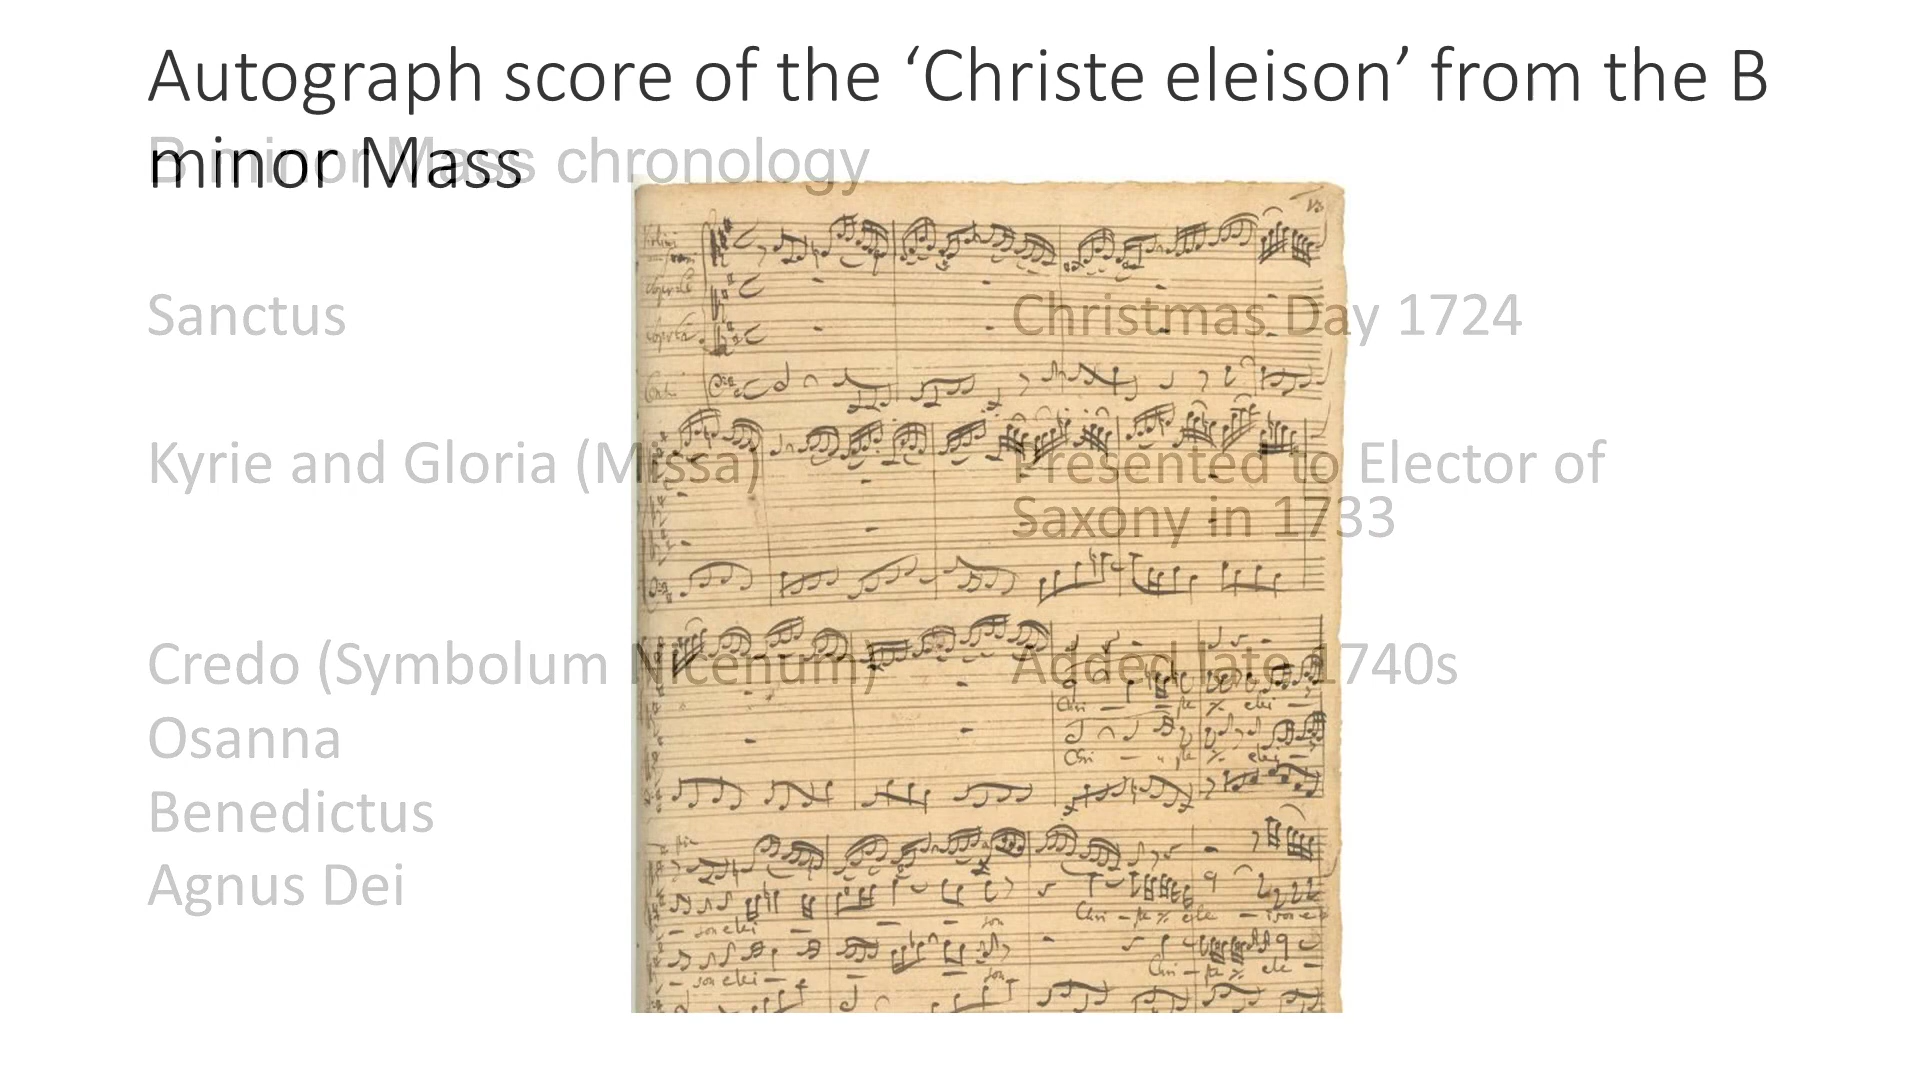 Autograph score of the ‘Christe eleison’ from the B
minor Mass
B minor Mass chronology
Sanctus
Christmas Day 1724
Kyrie and Gloria (Missa)
Presented to Elector of
Saxony in 1733
Credo (Symbolum Nicenum)
Added late 1740s
Osanna
Benedictus
Agnus Dei